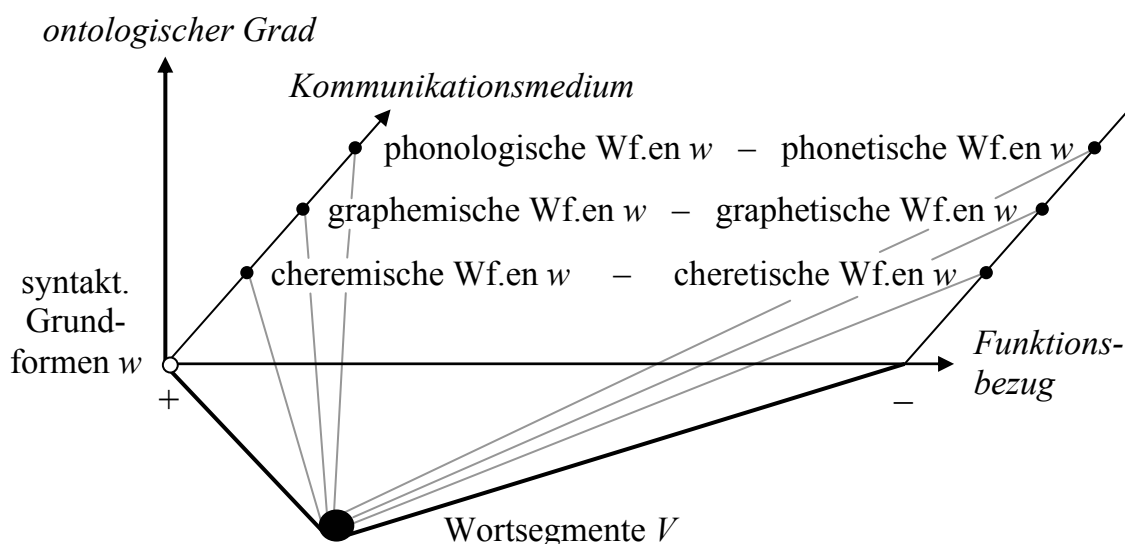 ontologischer Grad
Kommunikationsmedium
phonologische Wf.en w – phonetische Wf.en w
graphemische Wf.en w – graphetische Wf.en w
cheremische Wf.en w – cheretische Wf.en w
syntakt.
Grund-
formen w
Funktions-
bezug
+
–
Wortsegmente V